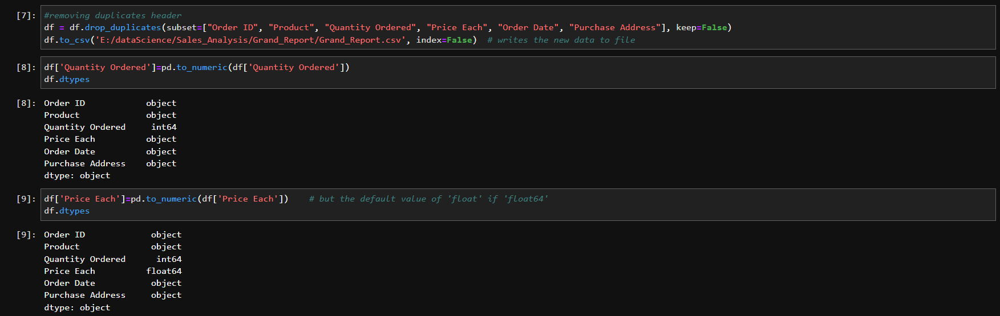 [7]: #removing duplicates header
df = df.drop_duplicates(subset=["Order ID", "Product", "Quantity Ordered", "Price Each", "Order Date", "Purchase Address"], keep=False)
df.to_csv('E:/dataScience/Sales_Analysis/Grand_Report/Grand_Report.csv', index=False)  # writes the new data to file
[8]: df['Quantity Ordered']=pd.to_numeric(df['Quantity Ordered'])
df.dtypes
[8]: Order ID            object
Product             object
Quantity Ordered     int64
Price Each          object
Order Date          object
Purchase Address    object
dtype: object
[9]: df['Price Each']=pd.to_numeric(df['Price Each'])    # but the default value of 'float' if 'float64'
df.dtypes
[9]: Order ID             object
Product              object
Quantity Ordered      int64
Price Each          float64
Order Date           object
Purchase Address     object
dtype: object